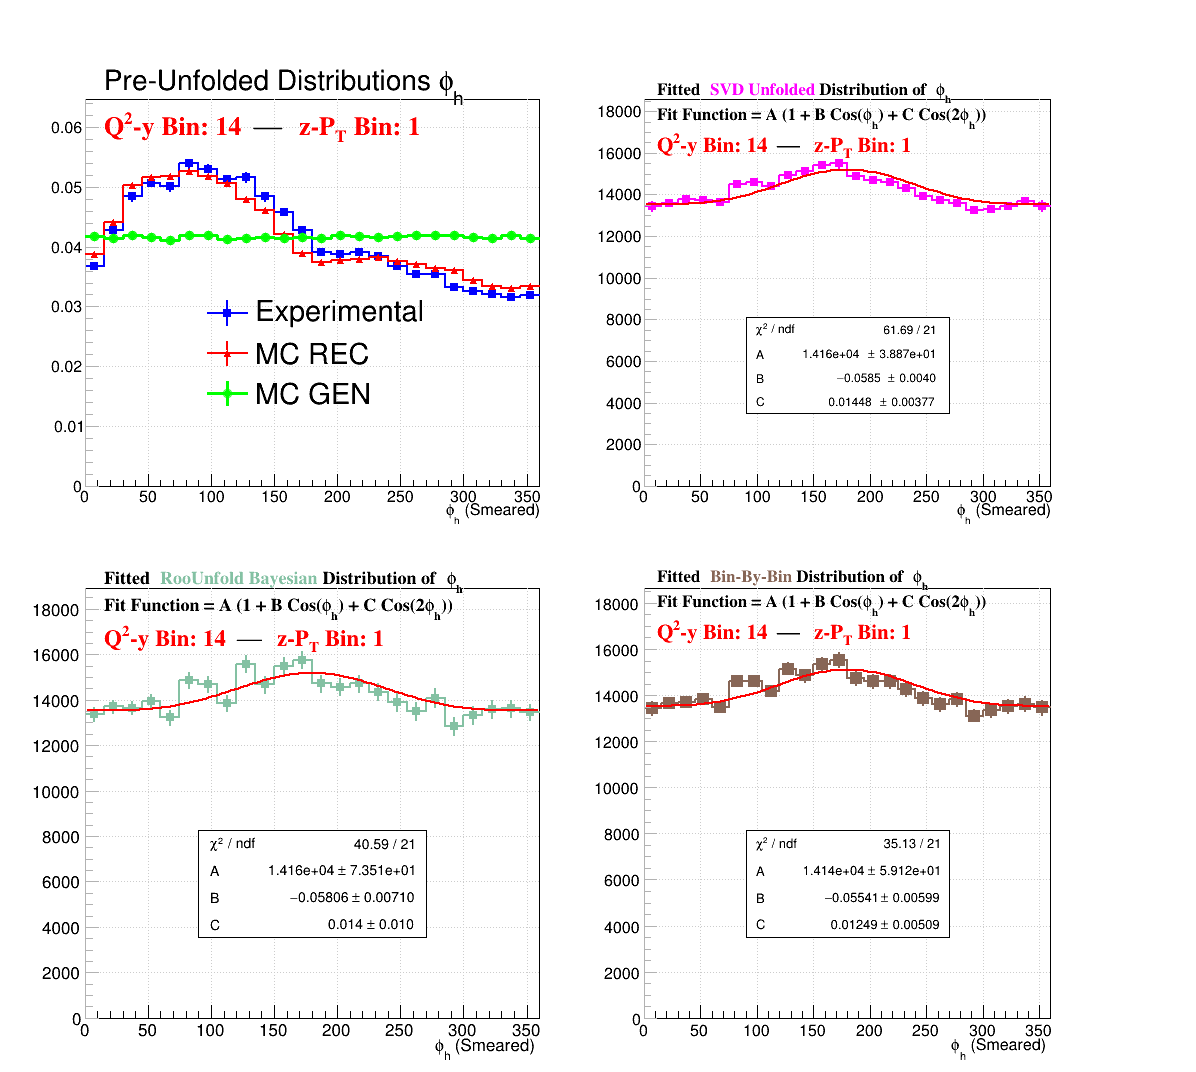 Pre-Unfolded Distributions ϕh
Q2-y Bin: 14 — z-PT Bin: 1
0.06
0.05
0.04
0.03
0.02
0.01
0
Experimental
MC REC
MC GEN
0 50 100 150 200 250 300 350
ϕh (Smeared)
Fitted SVD Unfolded Distribution of ϕh
Fit Function = A (1 + B Cos(ϕh) + C Cos(2ϕh))
Q2-y Bin: 14 — z-PT Bin: 1
18000
16000
14000
12000
10000
8000
6000
4000
2000
0
χ2 / ndf 61.69 / 21
A 1.416e+04 ± 3.887e+01
B −0.0585 ± 0.0040
C 0.01448 ± 0.00377
0 50 100 150 200 250 300 350
ϕh (Smeared)
Fitted RooUnfold Bayesian Distribution of ϕh
Fit Function = A (1 + B Cos(ϕh) + C Cos(2ϕh))
Q2-y Bin: 14 — z-PT Bin: 1
18000
16000
14000
12000
10000
8000
6000
4000
2000
0
χ2 / ndf 40.59 / 21
A 1.416e+04 ± 7.351e+01
B −0.05806 ± 0.00710
C 0.014 ± 0.010
0 50 100 150 200 250 300 350
ϕh (Smeared)
Fitted Bin-By-Bin Distribution of ϕh
Fit Function = A (1 + B Cos(ϕh) + C Cos(2ϕh))
Q2-y Bin: 14 — z-PT Bin: 1
18000
16000
14000
12000
10000
8000
6000
4000
2000
0
χ2 / ndf 35.13 / 21
A 1.414e+04 ± 5.912e+01
B −0.05541 ± 0.00599
C 0.01249 ± 0.00509
0 50 100 150 200 250 300 350
ϕh (Smeared)